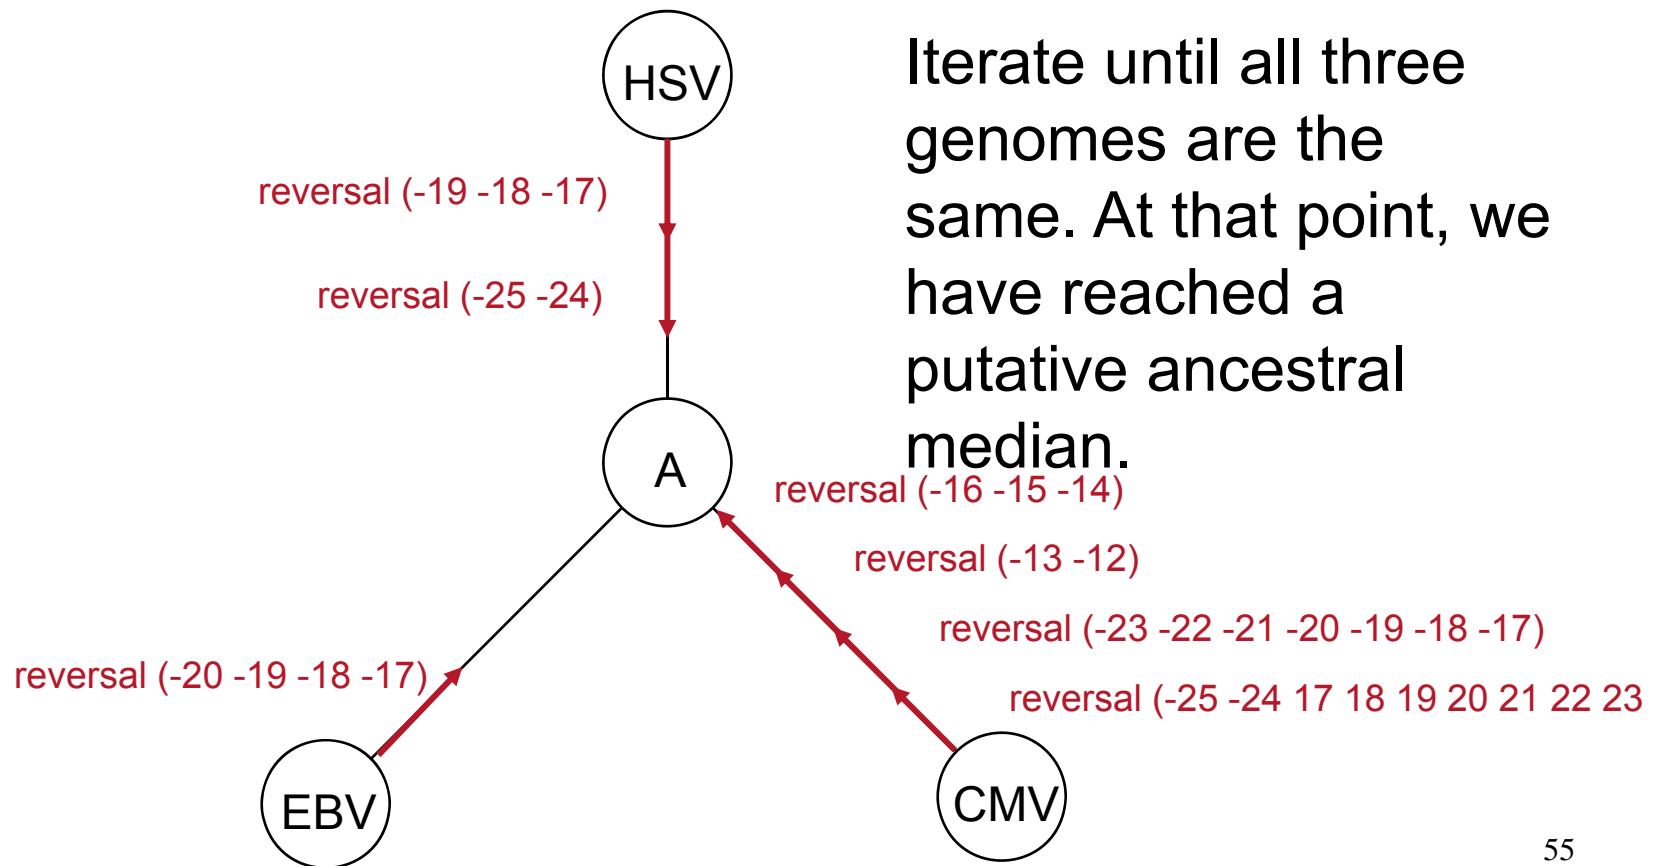 HSV
Iterate until all three
genomes are the
same. At that point, we
have reached a
putative ancestral
median.
reversal (-19 -18 -17)
reversal (-25 -24)
A
reversal (-16 -15 -14)
reversal (-13 -12)
reversal (-23 -22 -21 -20 -19 -18 -17)
reversal (-20 -19 -18 -17)
reversal (-25 -24 17 18 19 20 21 22 23
EBV
CMV
55